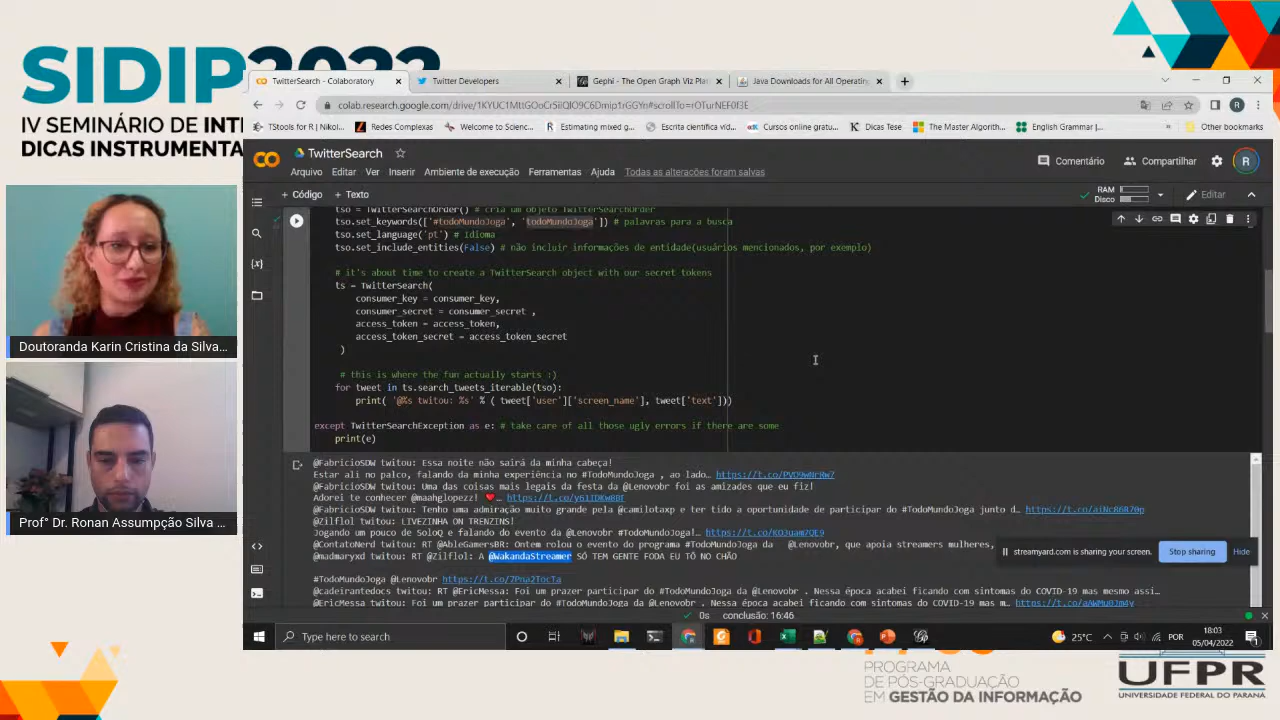 SIDIP2022
IV SEMINÁRIO DE INT
DICAS INSTRUMENTA
TwitterSearch - Colaboratory
Twitter Developers
Gephi - The Open Graph Viz Plat
Java Downloads for All Operatin
TStools for R | Nikol...
Redes Complexas
Welcome to Scienc...
Estimating mixed g...
Escrita científica víd...
Cursos online gratu...
Dicas Tese
The Master Algorith...
English Grammar |...
Other bookmarks
TwitterSearch
Comentário
Compartilhar
R
Arquivo Editar Ver Inserir Ambiente de execução Ferramentas Ajuda Todas as alterações foram salvas
+ Código + Texto
RAM
Disco
Editar
tso = TwitterSearchOrder() # cria um objeto TwitterSearchOrder
tso.set_keywords(['#todoMundoJoga', 'todoMundoJoga']) # palavras para a busca
tso.set_language('pt') # Idioma
tso.set_include_entities(False) # não incluir informações de entidade(usuários mencionados, por exemplo)
# it's about time to create a TwitterSearch object with our secret tokens
ts = TwitterSearch(
consumer_key = consumer_key,
consumer_secret = consumer_secret ,
access_token = access_token,
access_token_secret = access_token_secret
)
# this is where the fun actually starts :)
for tweet in ts.search_tweets_iterable(tso):
print( '@%s twitou: %s' % ( tweet['user']['screen_name'], tweet['text']))
except TwitterSearchException as e: # take care of all those ugly errors if there are some
print(e)
@FabricioSDW twitou: Essa noite não sairá da minha cabeça!
Estar ali no palco, falando da minha experiência no #TodoMundoJoga , ao lado…
@FabricioSDW twitou: Uma das coisas mais legais da festa da @Lenovobr foi as amizades que eu fiz!
Adorei te conhecer @maahglopezz! ❤️…
@FabricioSDW twitou: Tenho uma admiração muito grande pela @camilotaxp e ter tido a oportunidade de participar do #TodoMundoJoga junto d…
@Zilflol twitou: LIVEZINHA ON TRENZINS!
Jogando um pouco de SoloQ e falando do evento da @Lenovobr #TodoMundoJoga!
@ContatoNerd twitou: RT @AbleGamersBR: Ontem rolou o evento do programa #TodoMundoJoga da @Lenovobr, que apoia streamers mulheres,
@madmaryxd twitou: RT @Zilflol: A @WakandaStreamer SÓ TEM GENTE FODA EU TÔ NO CHÃO
#TodoMundoJoga @Lenovobr https://t.co/7Pna2TocTa
@cadeirantedocs twitou: RT @EricMessa: Foi um prazer participar do #TodoMundoJoga da @Lenovobr . Nessa época acabei ficando com sintomas do COVID-19 mas mesmo assi…
@EricMessa twitou: Foi um prazer participar do #TodoMundoJoga da @Lenovobr . Nessa época acabei ficando com sintomas do COVID-19 mas m…
streamyard.com is sharing your screen.
Stop sharing
Hide
0s conclusão: 16:46
Type here to search
25°C
POR
18:03
05/04/2022
Doutoranda Karin Cristina da Silva...
Prof° Dr. Ronan Assumpção Silva ...
PROGRAMA
DE PÓS-GRADUAÇÃO
EM GESTÃO DA INFORMAÇÃO
UFPR
UNIVERSIDADE FEDERAL DO PARANÁ